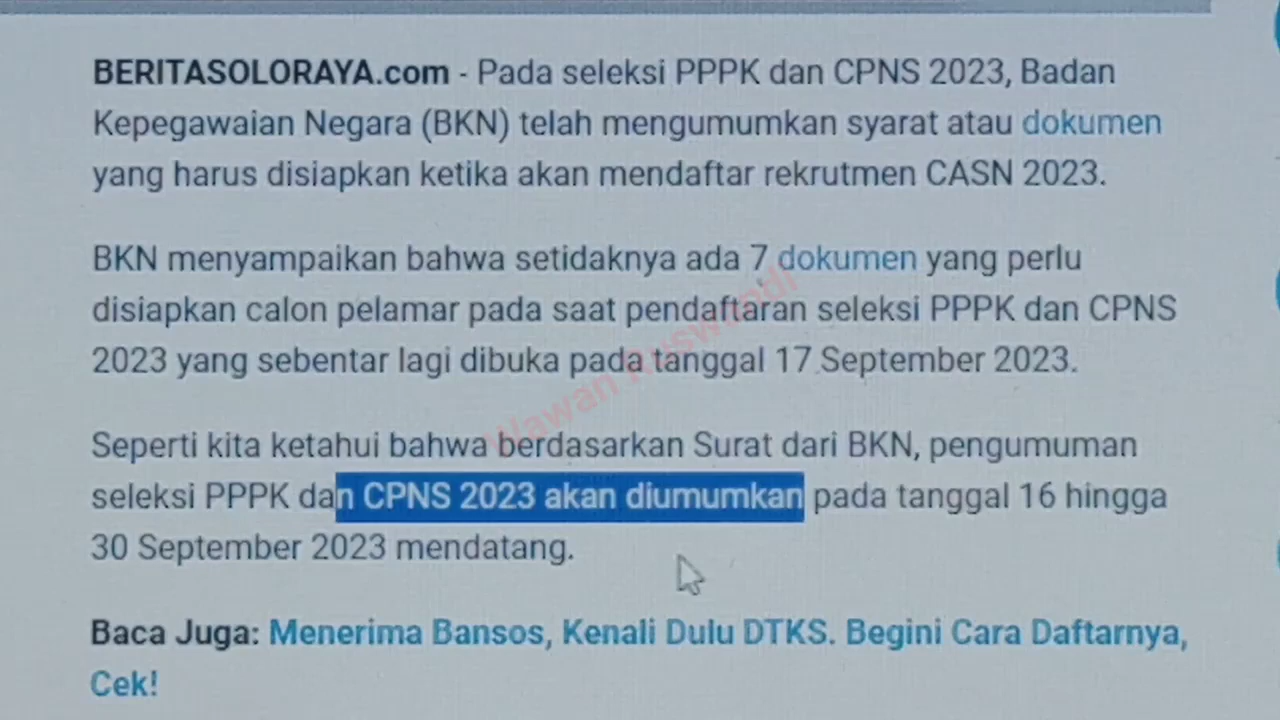 BERITASOLORAYA.com - Pada seleksi PPPK dan CPNS 2023, Badan
Kepegawaian Negara (BKN) telah mengumumkan syarat atau dokumen
yang harus disiapkan ketika akan mendaftar rekrutmen CASN 2023.
BKN menyampaikan bahwa setidaknya ada 7 dokumen yang perlu
disiapkan calon pelamar pada saat pendaftaran seleksi PPPK dan CPNS
2023 yang sebentar lagi dibuka pada tanggal 17 September 2023.
Wawan Ruswandi
Seperti kita ketahui bahwa berdasarkan Surat dari BKN, pengumuman
seleksi PPPK dan CPNS 2023 akan diumumkan pada tanggal 16 hingga
30 September 2023 mendatang.
Baca Juga: Menerima Bansos, Kenali Dulu DTKS. Begini Cara Daftarnya,
Cek!